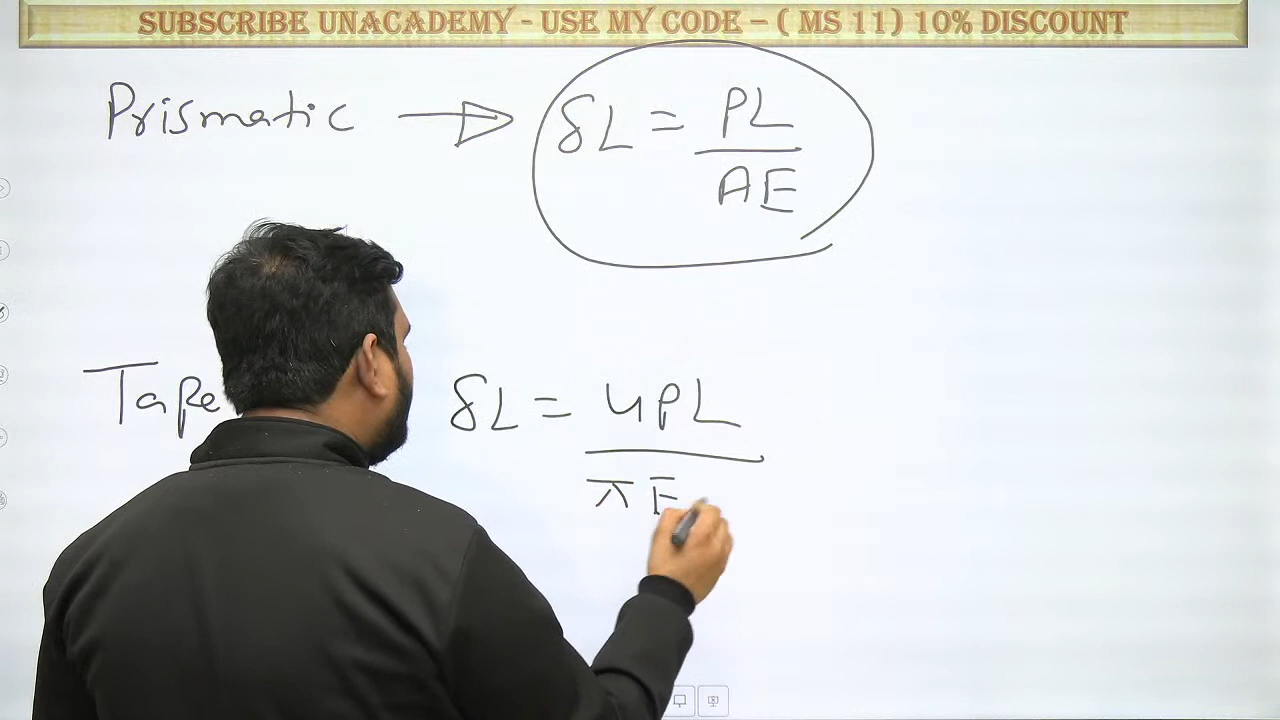 SUBSCRIBE UNACADEMY - USE MY CODE – ( MS 11) 10% DISCOUNT
Prismatic → δL = PL / AE
Tape δL = 4PL / π E